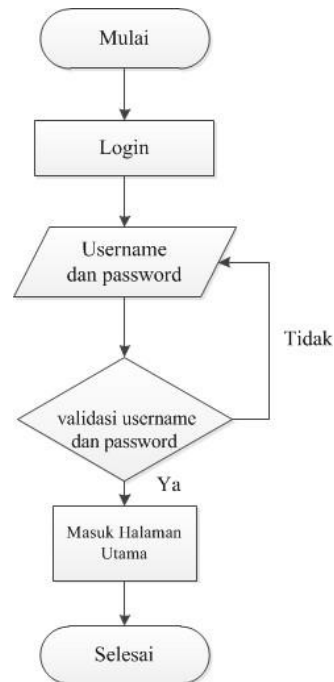 Mulai
Login
Username
dan password
Tidak
validasi username
dan password
Ya
Masuk Halaman
Utama
Selesai